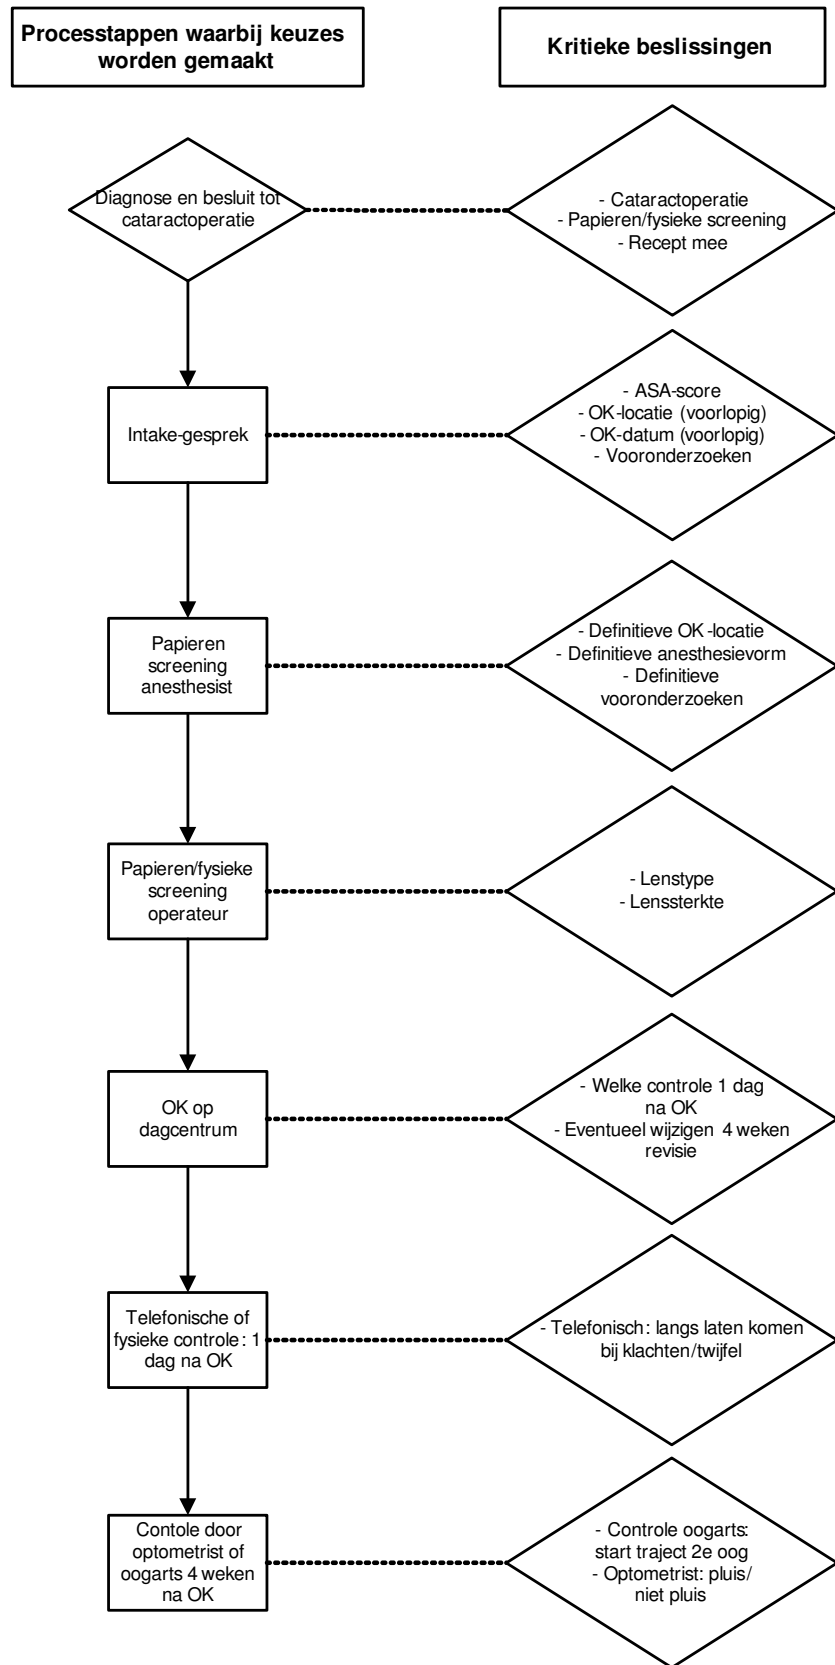 Processtappen waarbij keuzes
worden gemaakt
Kritieke beslissingen
Diagnose en besluit tot
cataractoperatie
- Cataractoperatie
- Papieren/fysieke screening
- Recept mee
Intake-gesprek
- ASA-score
- OK-locatie (voorlopig)
- OK-datum (voorlopig)
- Vooronderzoeken
Papieren
screening
anesthesist
- Definitieve OK-locatie
- Definitieve anesthesievorm
- Definitieve
vooronderzoeken
Papieren/fysieke
screening
operateur
- Lenstype
- Lenssterkte
OK op
dagcentrum
- Welke controle 1 dag
na OK
- Eventueel wijzigen 4 weken
revisie
Telefonische of
fysieke controle: 1
dag na OK
- Telefonisch: langs laten komen
bij klachten/twijfel
Contole door
optometrist of
oogarts 4 weken
na OK
- Controle oogarts:
start traject 2e oog
- Optometrist: pluis/
niet pluis